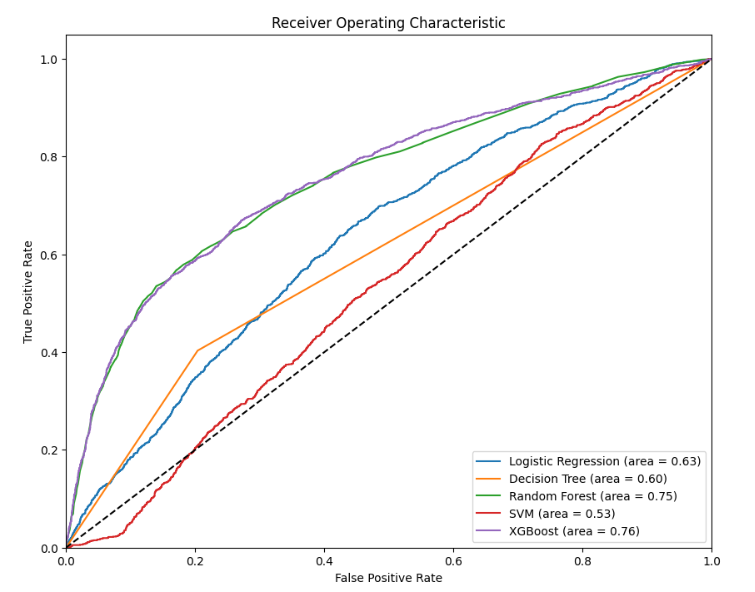 Receiver Operating Characteristic
True Positive Rate
1.0
0.8
0.6
0.4
0.2
0.0
Logistic Regression (area = 0.63)
Decision Tree (area = 0.60)
Random Forest (area = 0.75)
SVM (area = 0.53)
XGBoost (area = 0.76)
0.0 0.2 0.4 0.6 0.8 1.0
False Positive Rate